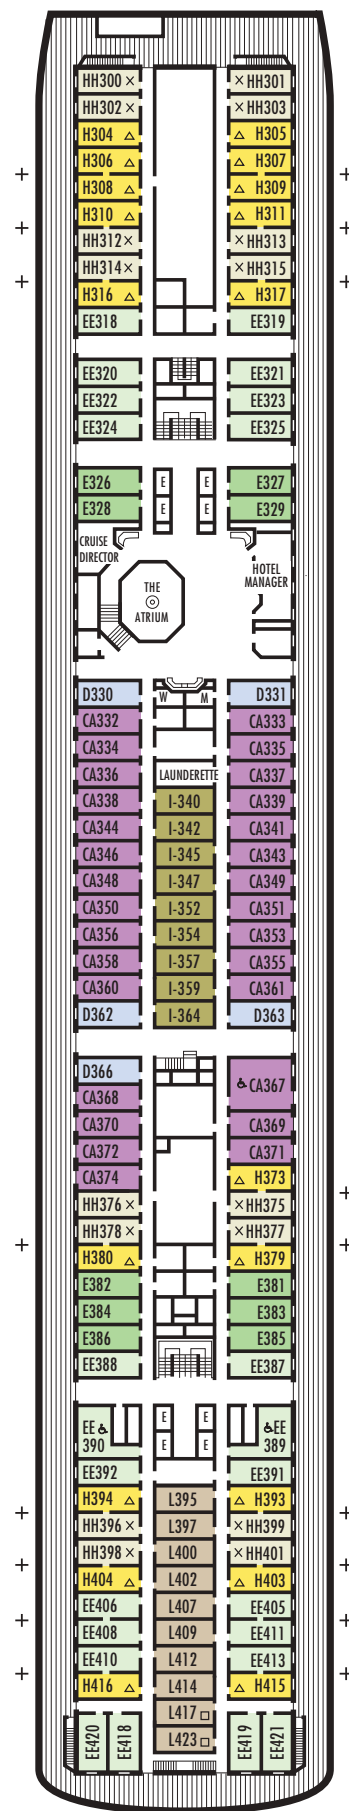 HH300 × × HH301
HH302 × × HH303
H304 △ △ H305
H306 △ △ H307
H308 △ △ H309
H310 △ △ H311
HH312 × × HH313
HH314 × × HH315
H316 △ △ H317
EE318 EE319
EE320 EE321
EE322 EE323
EE324 EE325
E326 E E E327
E328 E E E329
CRUISE
DIRECTOR
HOTEL
MANAGER
THE
ATRIUM
D330 W M D331
CA332 CA333
CA334 CA335
CA336 LAUNDERETTE CA337
CA338 I-340 CA339
CA344 I-342 CA341
CA346 I-345 CA343
CA348 I-347 CA349
CA350 I-352 CA351
CA356 I-354 CA353
CA358 I-357 CA355
CA360 I-359 CA361
D362 I-364 D363
D366 CA367
CA368
CA370 CA369
CA372 CA371
CA374 △ H373
HH376 × × HH375
HH378 × × HH377
H380 △ △ H379
E382 E381
E384 E383
E386 E385
EE388 EE387
EE E E EE
390 E E 389
EE392 EE391
H394 △ L395 △ H393
HH396 × L397 × HH399
HH398 × L400 × HH401
H404 △ L402 △ H403
EE406 L407 EE405
EE408 L409 EE411
EE410 L412 EE413
H416 △ L414 △ H415
L417 □
EE420 EE418 L423 □ EE419 EE421